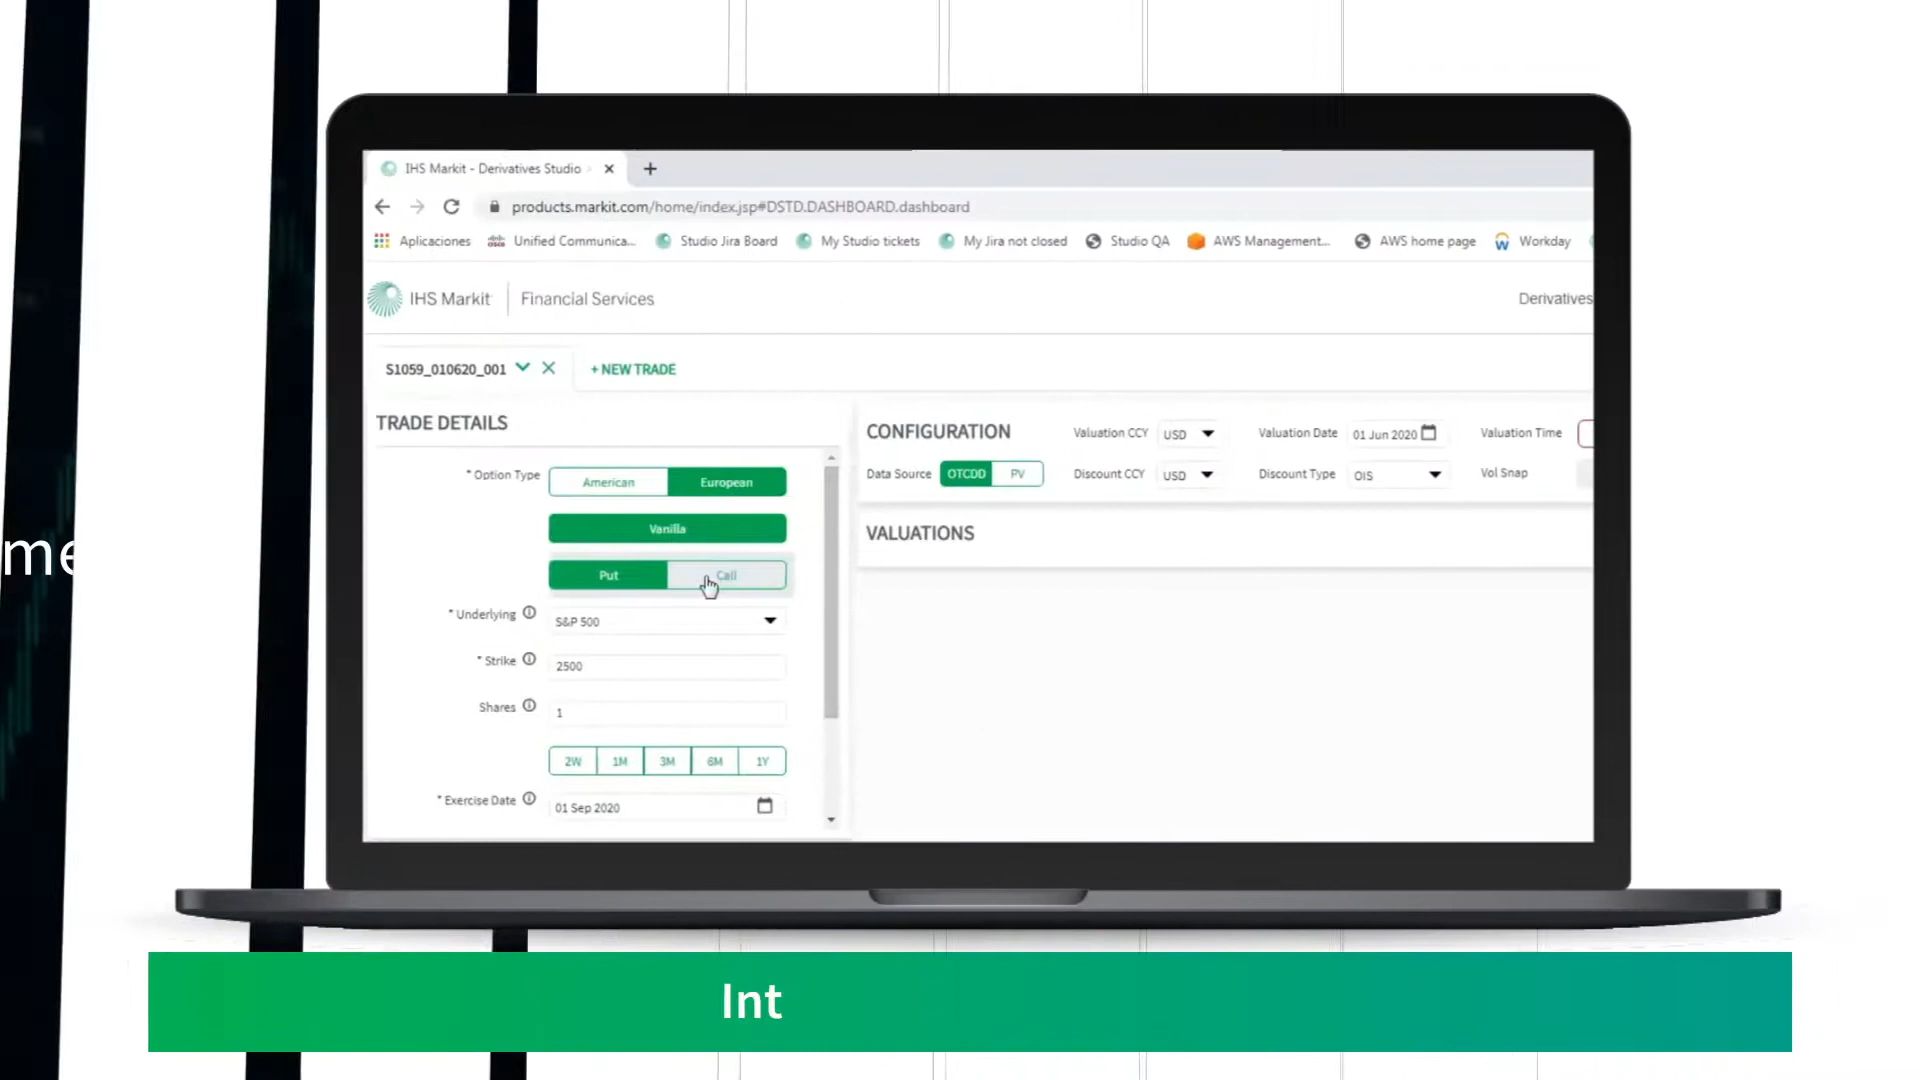 IHS Markit - Derivatives Studio
products.markit.com/home/index.jsp#DSTD.DASHBOARD.dashboard
Aplicaciones
cisco
Unified Communica...
Studio Jira Board
My Studio tickets
My Jira not closed
Studio QA
AWS Management...
AWS home page
Workday
IHS Markit
Financial Services
Derivatives
S1059_010620_001
+ NEW TRADE
TRADE DETAILS
* Option Type
American
European
Vanilla
Put
Call
* Underlying
S&P 500
* Strike
2500
Shares
1
2W 1M 3M 6M 1Y
* Exercise Date
01 Sep 2020
CONFIGURATION
Valuation CCY
USD
Valuation Date
01 Jun 2020
Valuation Time
Data Source
OTCDD
PV
Discount CCY
USD
Discount Type
OIS
Vol Snap
VALUATIONS
me
Int